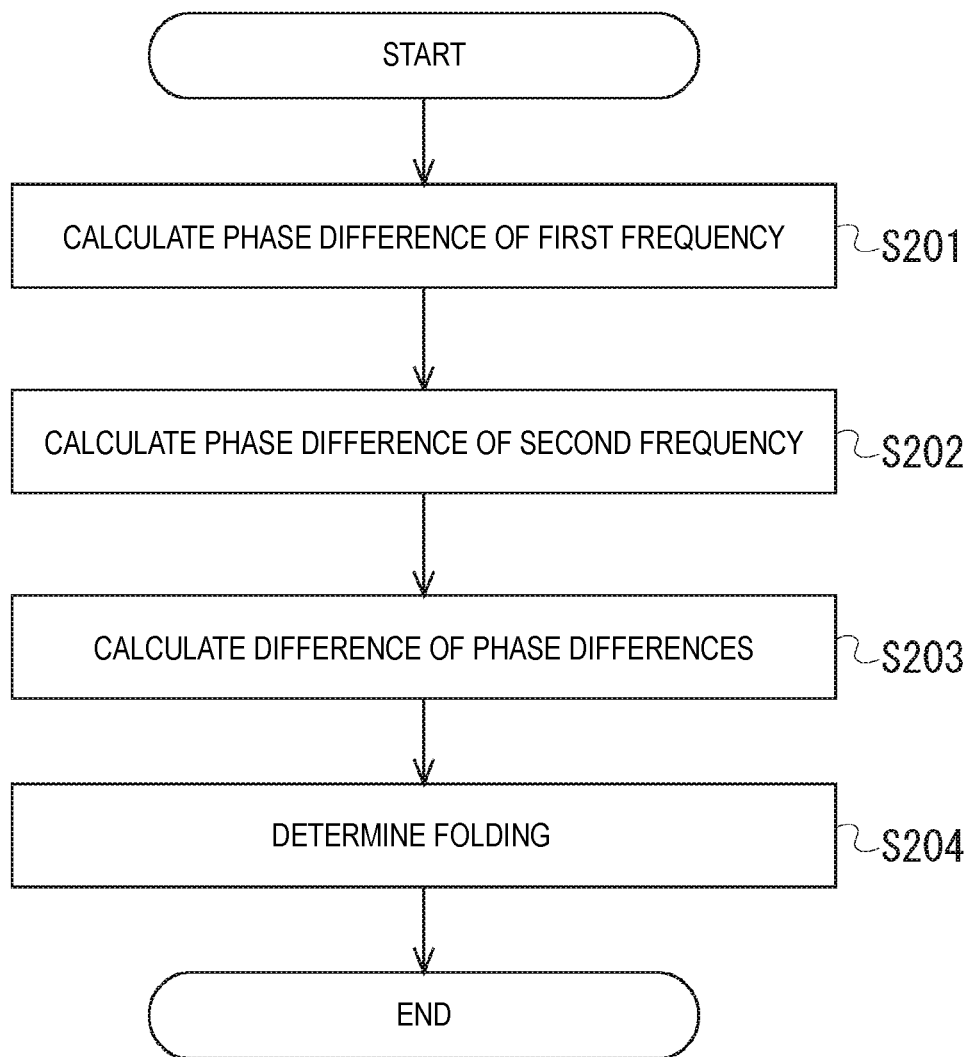 START
CALCULATE PHASE DIFFERENCE OF FIRST FREQUENCY
S201
CALCULATE PHASE DIFFERENCE OF SECOND FREQUENCY
S202
CALCULATE DIFFERENCE OF PHASE DIFFERENCES
S203
DETERMINE FOLDING
S204
END